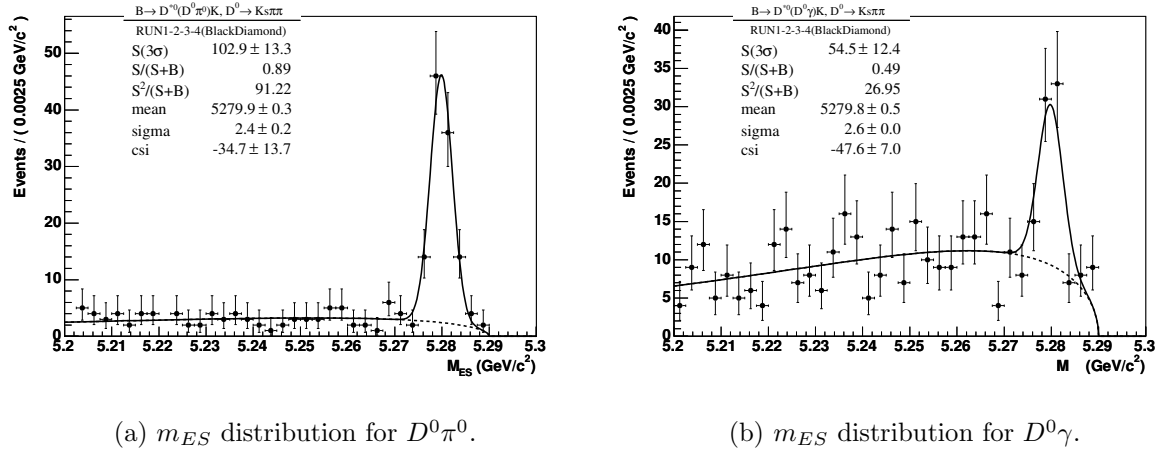 B→ D*0(D0π0)K, D0→ Ksππ
RUN1-2-3-4(BlackDiamond)
S(3σ) 102.9 ± 13.3
S/(S+B) 0.89
S2/(S+B) 91.22
mean 5279.9 ± 0.3
sigma 2.4 ± 0.2
csi -34.7 ± 13.7
Events / ( 0.0025 GeV/c2 )
50
40
30
20
10
0
5.2 5.21 5.22 5.23 5.24 5.25 5.26 5.27 5.28 5.29 5.3
MES (GeV/c2)
(a) mES distribution for D0π0.
B→ D*0(D0γ)K, D0→ Ksππ
RUN1-2-3-4(BlackDiamond)
S(3σ) 54.5 ± 12.4
S/(S+B) 0.49
S2/(S+B) 26.95
mean 5279.8 ± 0.5
sigma 2.6 ± 0.0
csi -47.6 ± 7.0
Events / ( 0.0025 GeV/c2 )
40
35
30
25
20
15
10
5
0
5.2 5.21 5.22 5.23 5.24 5.25 5.26 5.27 5.28 5.29 5.3
M (GeV/c2)
(b) mES distribution for D0γ.